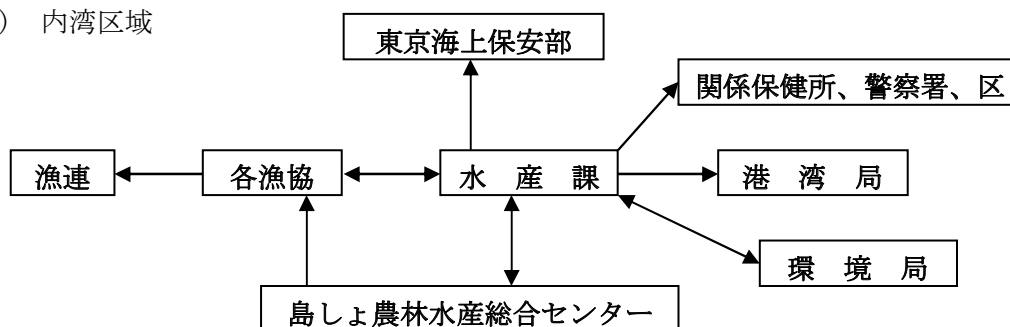 ） 内湾区域
東京海上保安部
関係保健所、警察署、区
漁連
各漁協
水 産 課
港 湾 局
環 境 局
島しょ農林水産総合センター